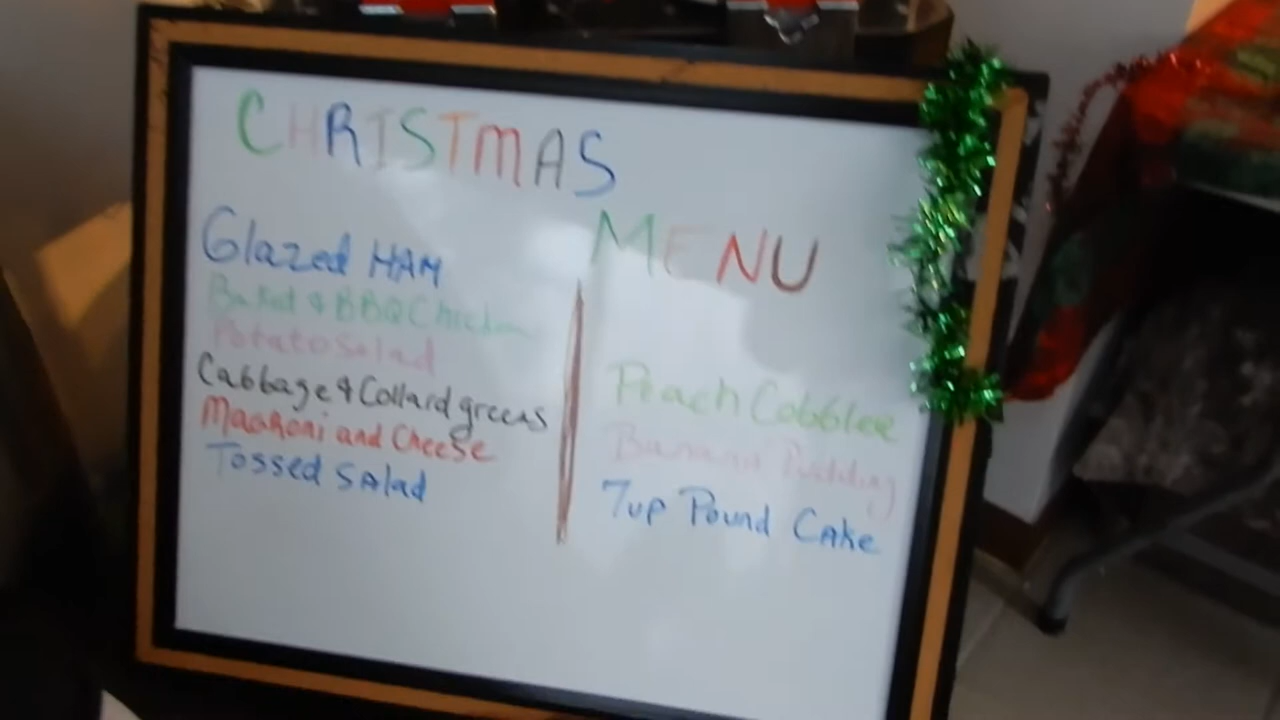 CHRISTMAS
MENU
Glazed HAM
Baked & BBQ Chicken
Potato Salad
Cabbage & Collard greens
Macaroni and Cheese
Tossed Salad
Peach Cobbler
Banana Pudding
7up Pound Cake